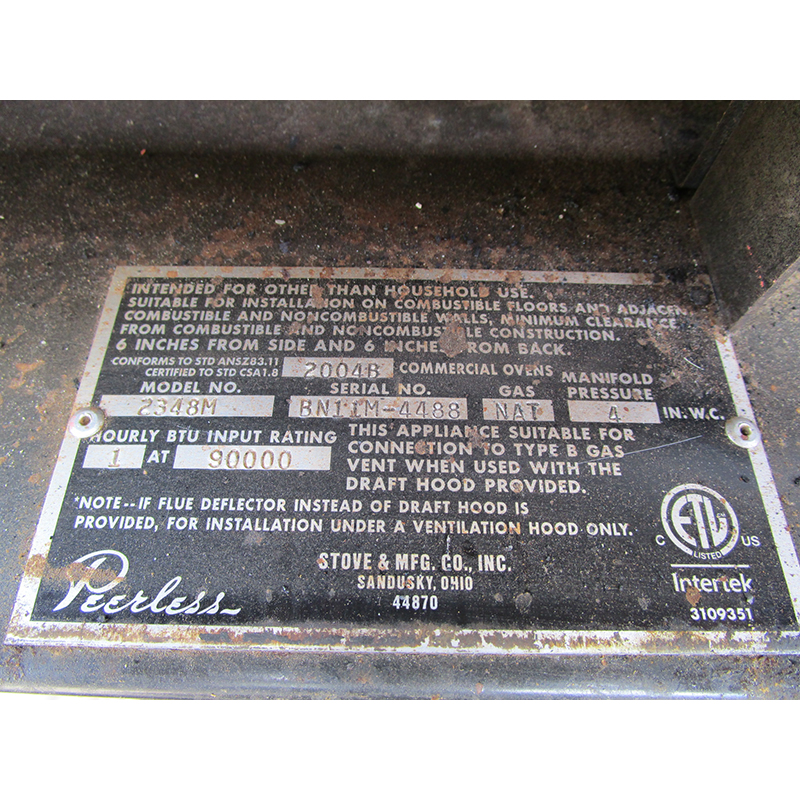 INTENDED FOR OTHER THAN HOUSEHOLD USE.
SUITABLE FOR INSTALLATION ON COMBUSTIBLE FLOORS AND ADJACEN
COMBUSTIBLE AND NONCOMBUSTIBLE WALLS, MINIMUM CLEARANCE
FROM COMBUSTIBLE AND NONCOMBUSTIBLE CONSTRUCTION.
6 INCHES FROM SIDE AND 6 INCHES FROM BACK.
CONFORMS TO STD ANSZ83.11
CERTIFIED TO STD CSA1.8 2004B COMMERCIAL OVENS
MODEL NO. SERIAL NO. GAS MANIFOLD PRESSURE
2348M BN11M-4488 NAT 4 IN.W.C.
HOURLY BTU INPUT RATING
1 AT 90000
THIS APPLIANCE SUITABLE FOR
CONNECTION TO TYPE B GAS
VENT WHEN USED WITH THE
DRAFT HOOD PROVIDED.
*NOTE--IF FLUE DEFLECTOR INSTEAD OF DRAFT HOOD IS
PROVIDED, FOR INSTALLATION UNDER A VENTILATION HOOD ONLY.
Peerless
STOVE & MFG. CO., INC.
SANDUSKY, OHIO
44870
C ETL US
LISTED
Intertek
3109351